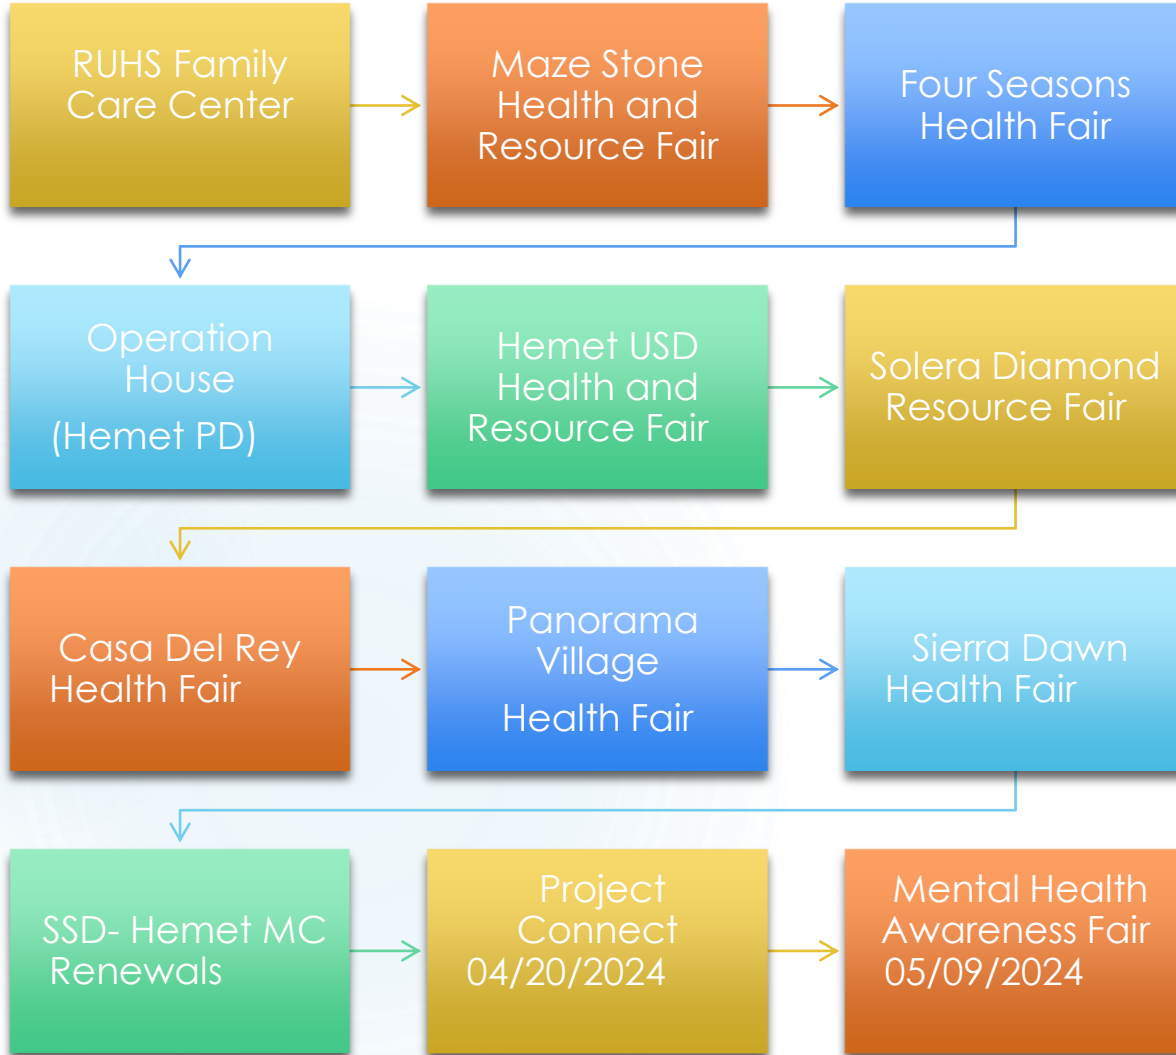 RUHS Family
Care Center
Maze Stone
Health and
Resource Fair
Four Seasons
Health Fair
Operation
House
(Hemet PD)
Hemet USD
Health and
Resource Fair
Solera Diamond
Resource Fair
Casa Del Rey
Health Fair
Panorama
Village
Health Fair
Sierra Dawn
Health Fair
SSD- Hemet MC
Renewals
Project
Connect
04/20/2024
Mental Health
Awareness Fair
05/09/2024